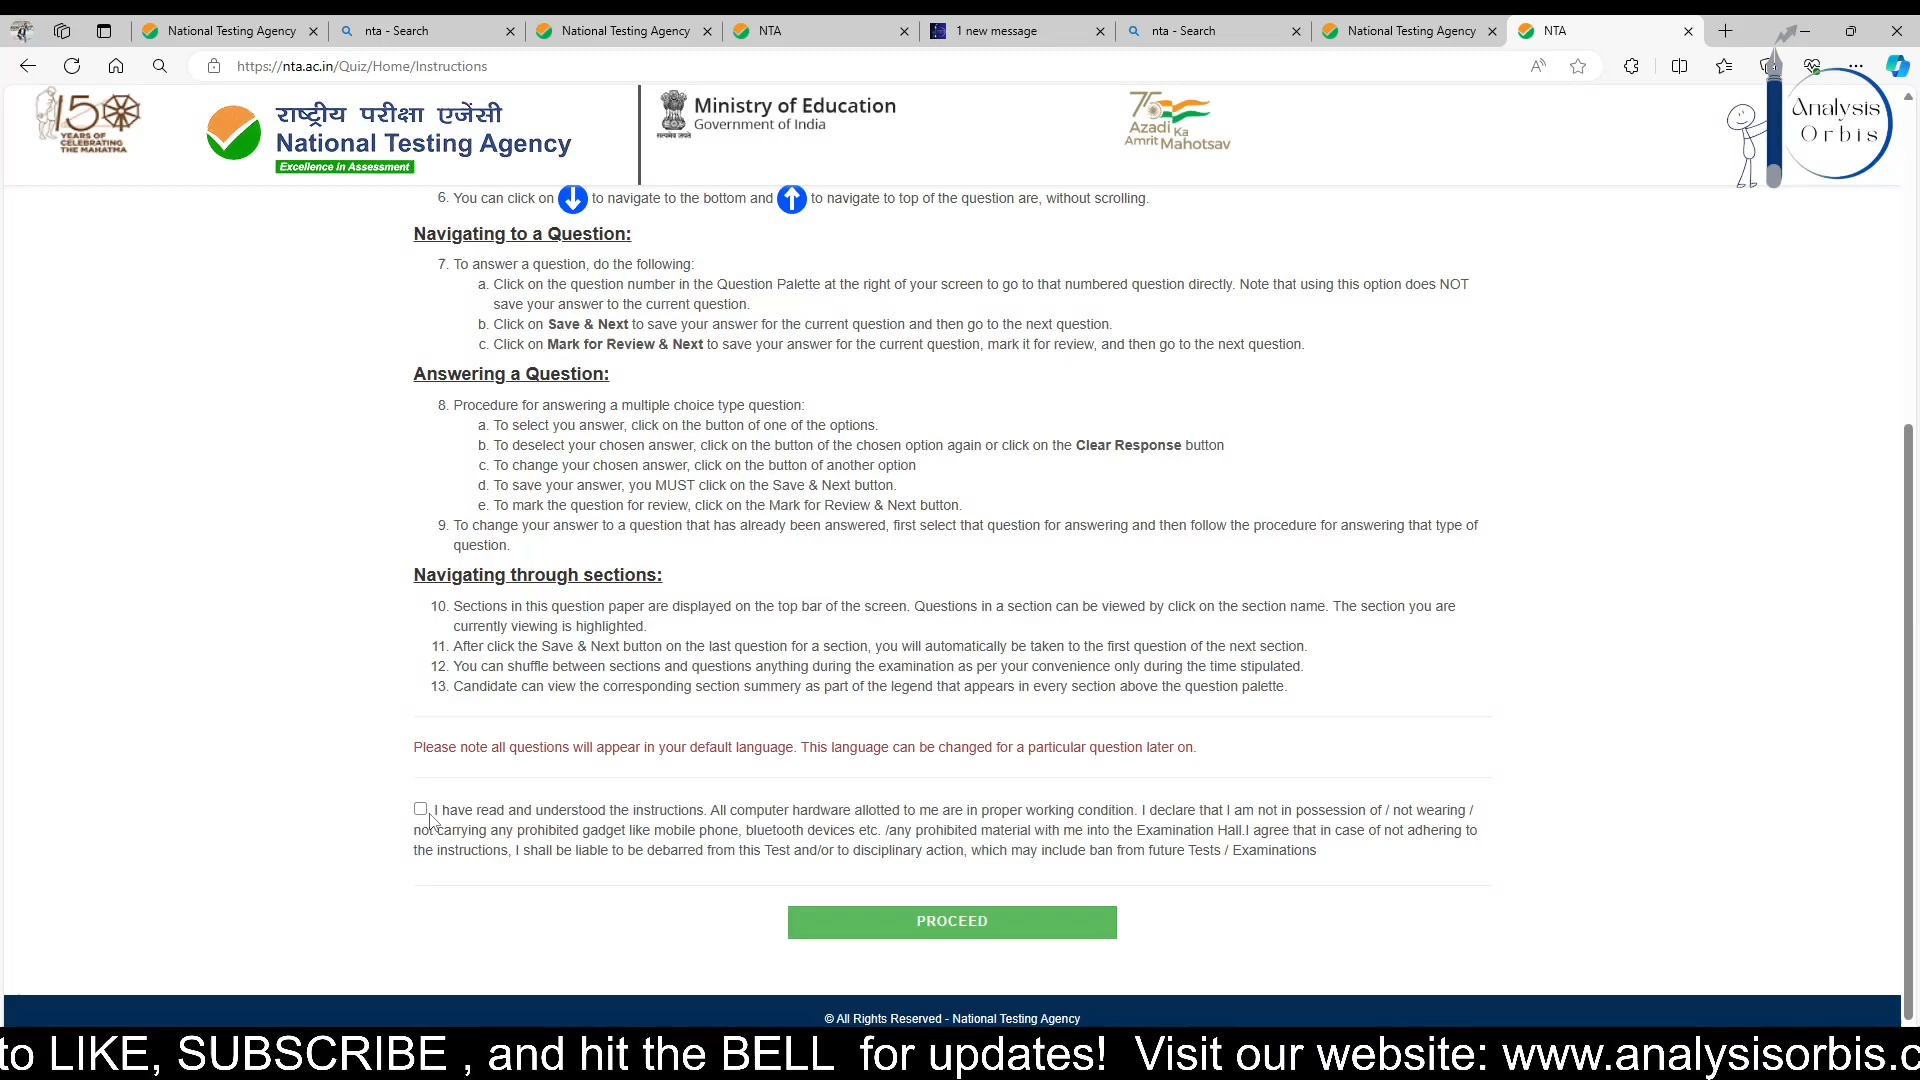 National Testing Agency
nta - Search
National Testing Agency
NTA
1 new message
nta - Search
National Testing Agency
NTA
https://nta.ac.in/Quiz/Home/Instructions
150
YEARS OF
CELEBRATING
THE MAHATMA
राष्ट्रीय परीक्षा एजेंसी
National Testing Agency
Excellence in Assessment
सत्यमेव जयते
Ministry of Education
Government of India
75
Azadi Ka
Amrit Mahotsav
Analysis
Orbis
6. You can click on to navigate to the bottom and to navigate to top of the question are, without scrolling.
Navigating to a Question:
7. To answer a question, do the following:
a. Click on the question number in the Question Palette at the right of your screen to go to that numbered question directly. Note that using this option does NOT
save your answer to the current question.
b. Click on Save & Next to save your answer for the current question and then go to the next question.
c. Click on Mark for Review & Next to save your answer for the current question, mark it for review, and then go to the next question.
Answering a Question:
8. Procedure for answering a multiple choice type question:
a. To select you answer, click on the button of one of the options.
b. To deselect your chosen answer, click on the button of the chosen option again or click on the Clear Response button
c. To change your chosen answer, click on the button of another option
d. To save your answer, you MUST click on the Save & Next button.
e. To mark the question for review, click on the Mark for Review & Next button.
9. To change your answer to a question that has already been answered, first select that question for answering and then follow the procedure for answering that type of
question.
Navigating through sections:
10. Sections in this question paper are displayed on the top bar of the screen. Questions in a section can be viewed by click on the section name. The section you are
currently viewing is highlighted.
11. After click the Save & Next button on the last question for a section, you will automatically be taken to the first question of the next section.
12. You can shuffle between sections and questions anything during the examination as per your convenience only during the time stipulated.
13. Candidate can view the corresponding section summery as part of the legend that appears in every section above the question palette.
Please note all questions will appear in your default language. This language can be changed for a particular question later on.
I have read and understood the instructions. All computer hardware allotted to me are in proper working condition. I declare that I am not in possession of / not wearing /
not carrying any prohibited gadget like mobile phone, bluetooth devices etc. /any prohibited material with me into the Examination Hall.I agree that in case of not adhering to
the instructions, I shall be liable to be debarred from this Test and/or to disciplinary action, which may include ban from future Tests / Examinations
PROCEED
© All Rights Reserved - National Testing Agency
to LIKE, SUBSCRIBE , and hit the BELL for updates! Visit our website: www.analysisorbis.c